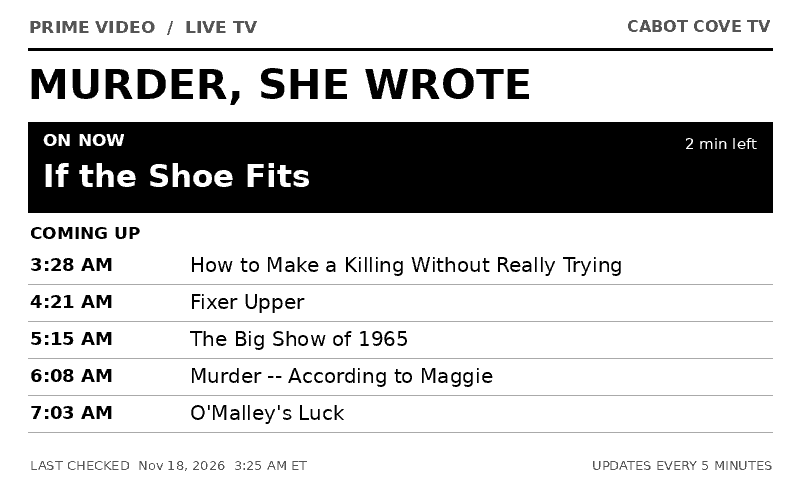 PRIME VIDEO / LIVE TV
CABOT COVE TV
MURDER, SHE WROTE
ON NOW
2 min left
If the Shoe Fits
COMING UP
3:28 AM How to Make a Killing Without Really Trying
4:21 AM Fixer Upper
5:15 AM The Big Show of 1965
6:08 AM Murder -- According to Maggie
7:03 AM O'Malley's Luck
LAST CHECKED Nov 18, 2026 3:25 AM ET
UPDATES EVERY 5 MINUTES